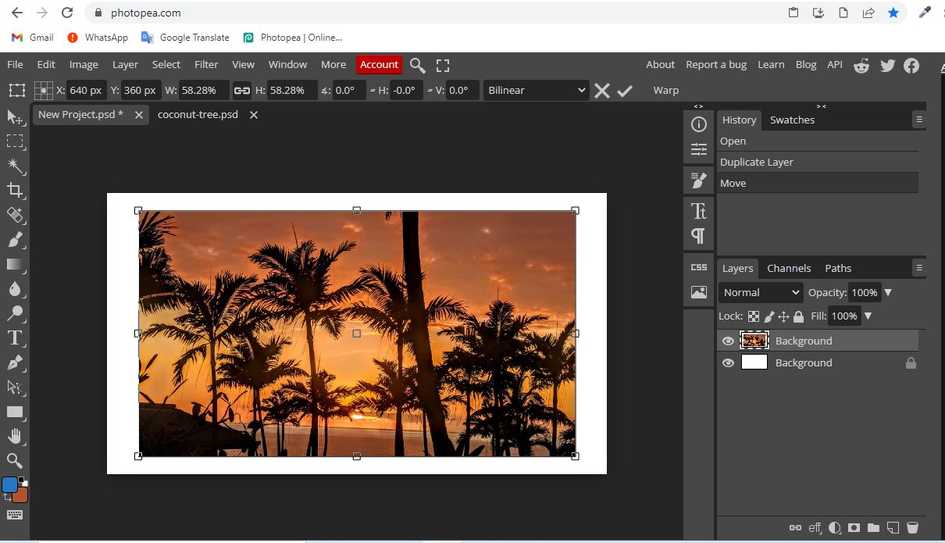 photopea.com
Gmail WhatsApp Google Translate Photopea | Online...
File Edit Image Layer Select Filter View Window More Account About Report a bug Learn Blog API
X: 640 px Y: 360 px W: 58.28% H: 58.28% ∡: 0.0° = H: -0.0° = V: 0.0° Bilinear Warp
New Project.psd * coconut-tree.psd
History Swatches
Open
Duplicate Layer
Move
CSS
Layers Channels Paths
Normal Opacity: 100%
Lock: Fill: 100%
Background
Background
eff